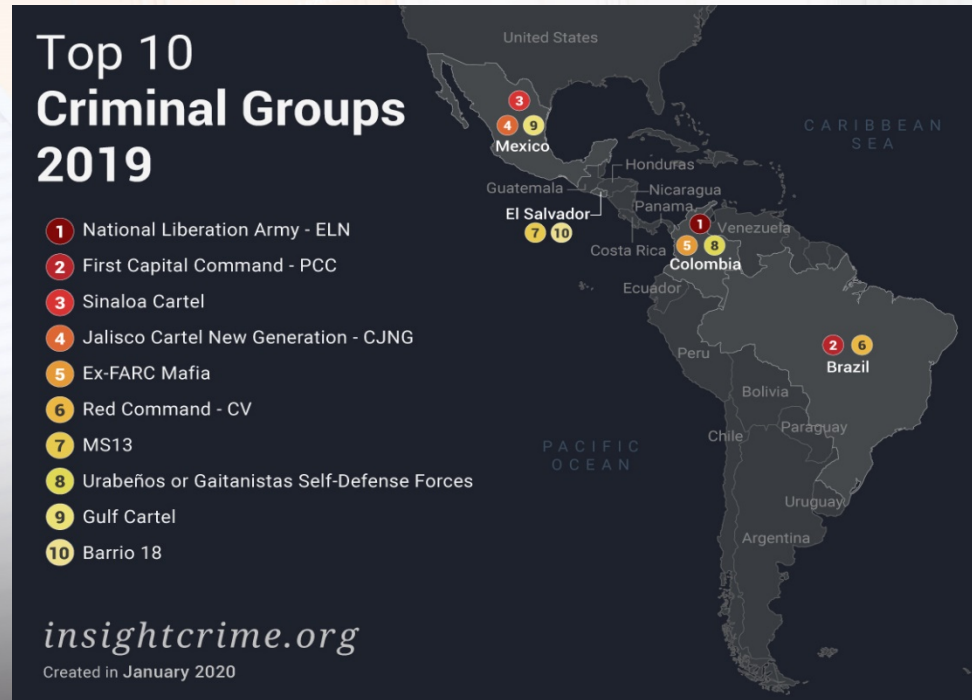 Top 10
Criminal Groups
2019
1 National Liberation Army - ELN
2 First Capital Command - PCC
3 Sinaloa Cartel
4 Jalisco Cartel New Generation - CJNG
5 Ex-FARC Mafia
6 Red Command - CV
7 MS13
8 Urabeños or Gaitanistas Self-Defense Forces
9 Gulf Cartel
10 Barrio 18
insightcrime.org
Created in January 2020
United States
3
4 9
Mexico
CARIBBEAN
SEA
Honduras
Guatemala
Nicaragua
El Salvador
Panama
7 10
Costa Rica
1
Venezuela
5 8
Colombia
Ecuador
2 6
Brazil
Peru
Bolivia
Paraguay
Chile
PACIFIC
OCEAN
Uruguay
Argentina